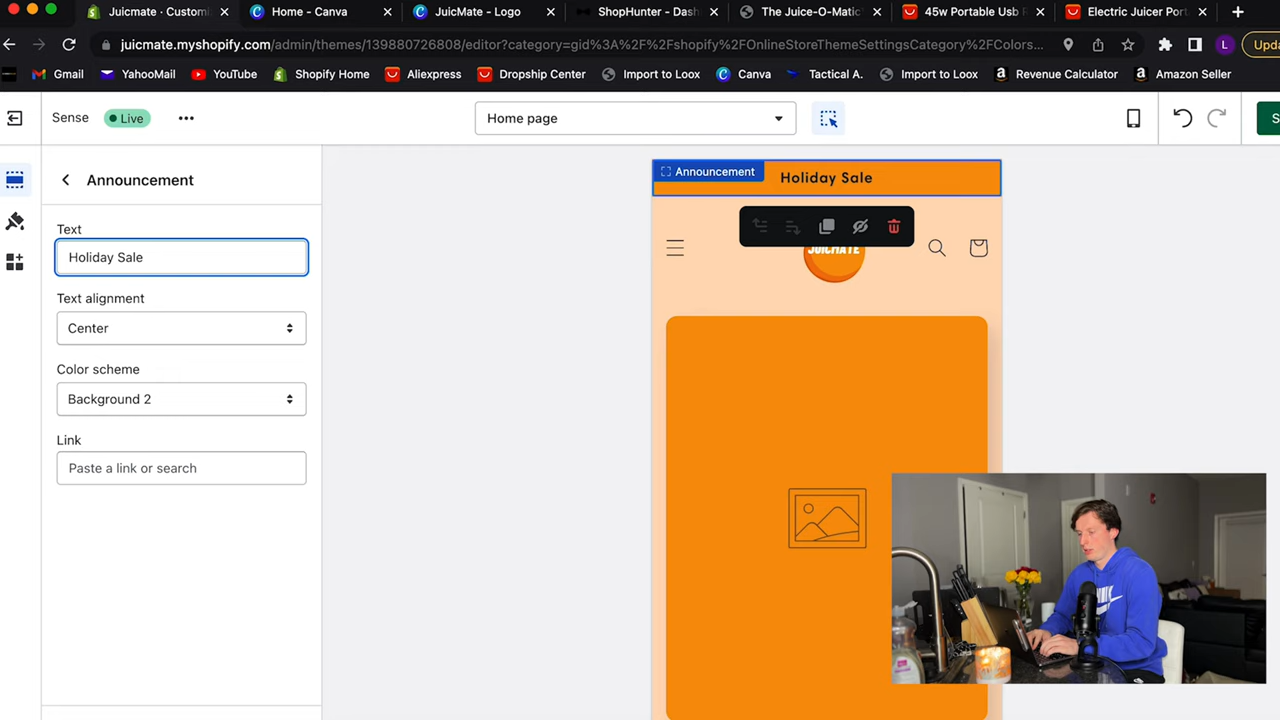 Juicmate · Customi
Home - Canva
JuicMate - Logo
ShopHunter - Dash
The Juice-O-Matic
45w Portable Usb R
Electric Juicer Port
juicmate.myshopify.com/admin/themes/139880726808/editor?category=gid%3A%2F%2Fshopify%2FOnlineStoreThemeSettingsCategory%2FColors...
L
Upda
Gmail
YahooMail
YouTube
Shopify Home
Aliexpress
Dropship Center
Import to Loox
Canva
Tactical A.
Import to Loox
Revenue Calculator
Amazon Seller
Sense
Live
Home page
S
Announcement
Text
Holiday Sale
Text alignment
Center
Color scheme
Background 2
Link
Paste a link or search
Announcement
Holiday Sale
JUICMATE